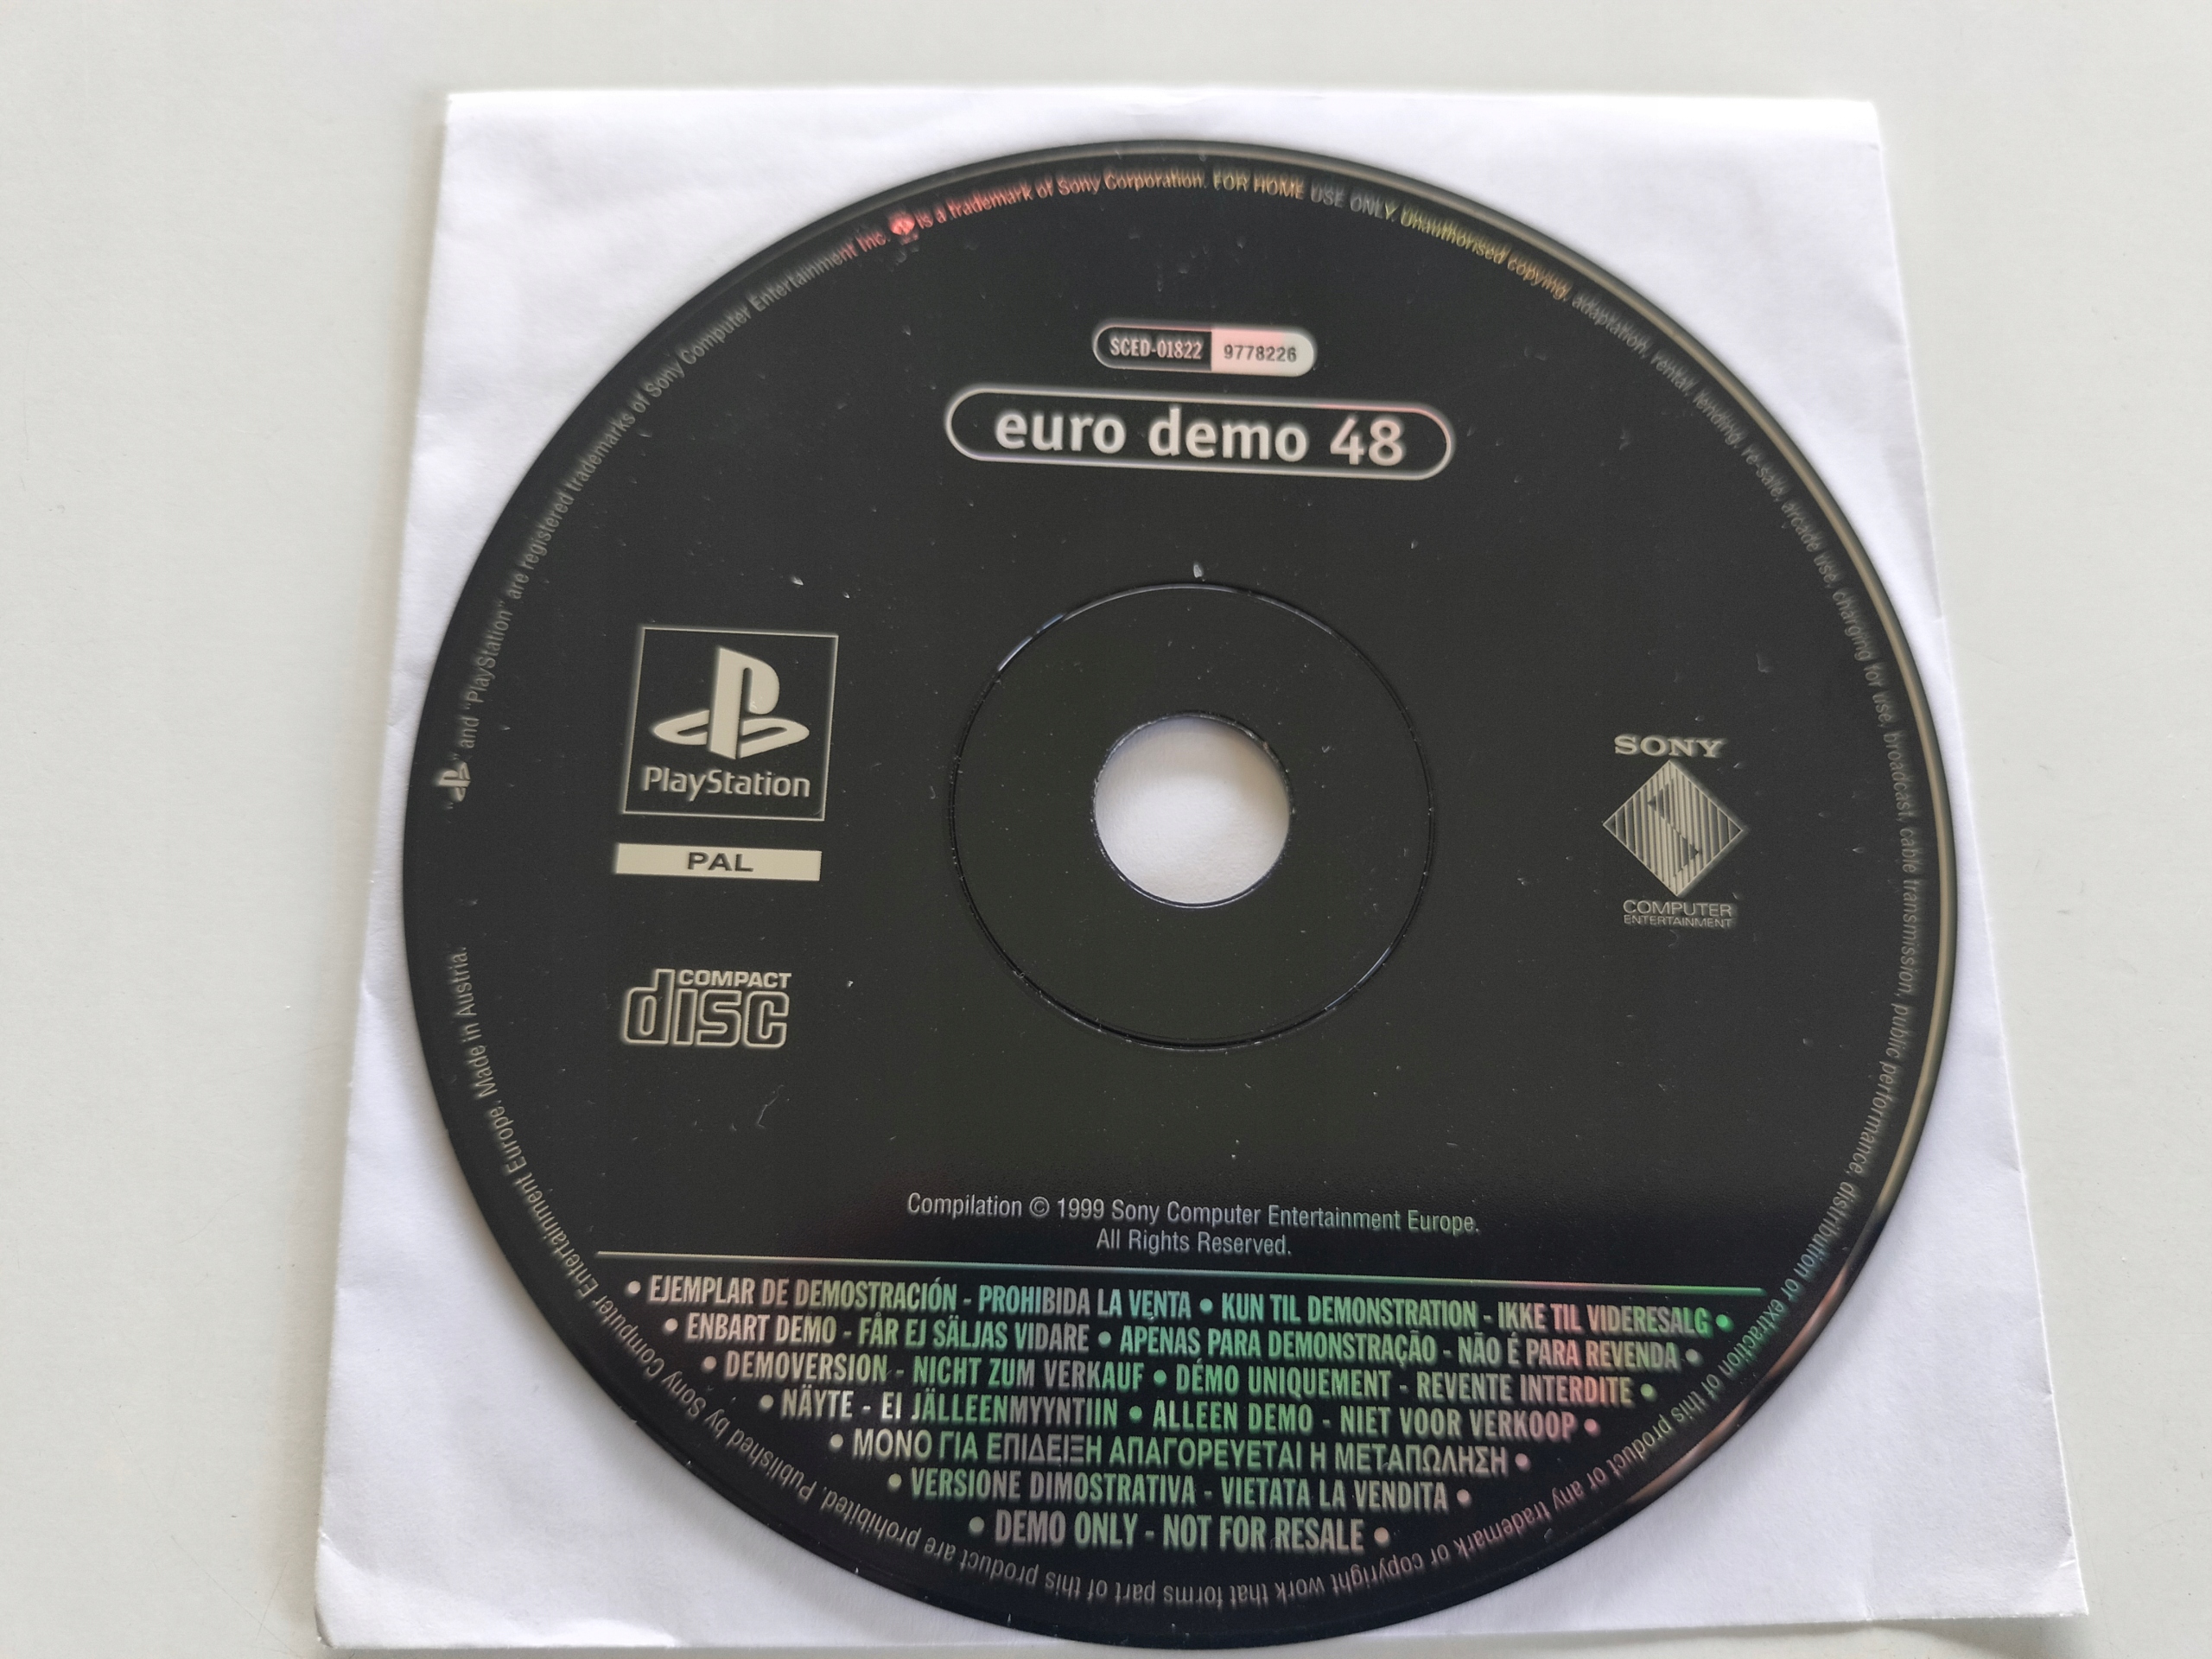 SCED-01822 9778226
euro demo 48
PlayStation
PAL
COMPACT
disc
SONY
COMPUTER
ENTERTAINMENT
Compilation © 1999 Sony Computer Entertainment Europe.
All Rights Reserved.
• EJEMPLAR DE DEMOSTRACIÓN - PROHIBIDA LA VENTA • KUN TIL DEMONSTRATION - IKKE TIL VIDERESALG •
• ENBART DEMO - FÅR EJ SÄLJAS VIDARE • APENAS PARA DEMONSTRAÇÃO - NÃO É PARA REVENDA •
• DEMOVERSION - NICHT ZUM VERKAUF • DÉMO UNIQUEMENT - REVENTE INTERDITE •
• NÄYTE - EI JÄLLEENMYYNTIIN • ALLEEN DEMO - NIET VOOR VERKOOP •
• ΜΟΝΟ ΓΙΑ ΕΠΙΔΕΙΞΗ ΑΠΑΓΟΡΕΥΕΤΑΙ Η ΜΕΤΑΠΩΛΗΣΗ •
• VERSIONE DIMOSTRATIVA - VIETATA LA VENDITA •
• DEMO ONLY - NOT FOR RESALE •
" " and "PlayStation" are registered trademarks of Sony Computer Entertainment Inc. is a trademark of Sony Corporation. FOR HOME USE ONLY. Unauthorised copying, adaptation, rental, lending, re-sale, arcade use, charging for use, broadcast, cable transmission, public performance, distribution or extraction of this product or any trademark or copyright work that forms part of this product are prohibited. Published by Sony Computer Entertainment Europe. Made in Austria.